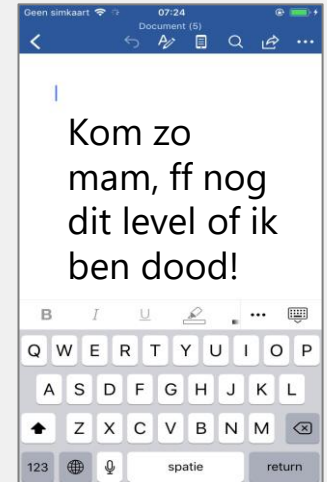 Geen simkaart 07:24
Document (5)
Kom zo
mam, ff nog
dit level of ik
ben dood!
B I U
Q W E R T Y U I O P
A S D F G H J K L
Z X C V B N M
123 spatie return